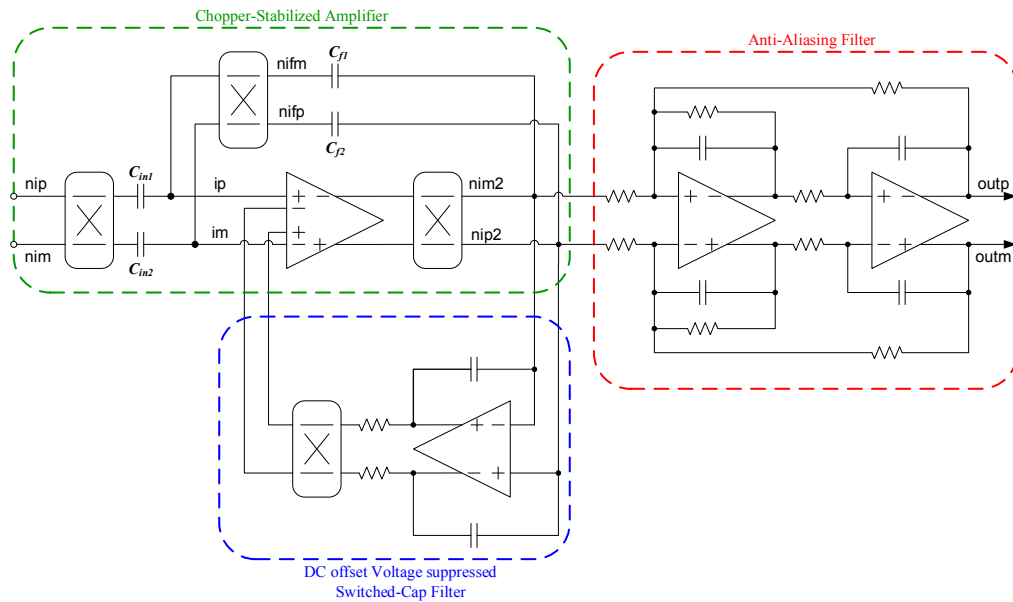 Chopper-Stabilized Amplifier
Anti-Aliasing Filter
nifm
Cf1
nifp
Cf2
nip
Cin1
ip
nim2
outp
nim
Cin2
im
nip2
outm
DC offset Voltage suppressed
Switched-Cap Filter